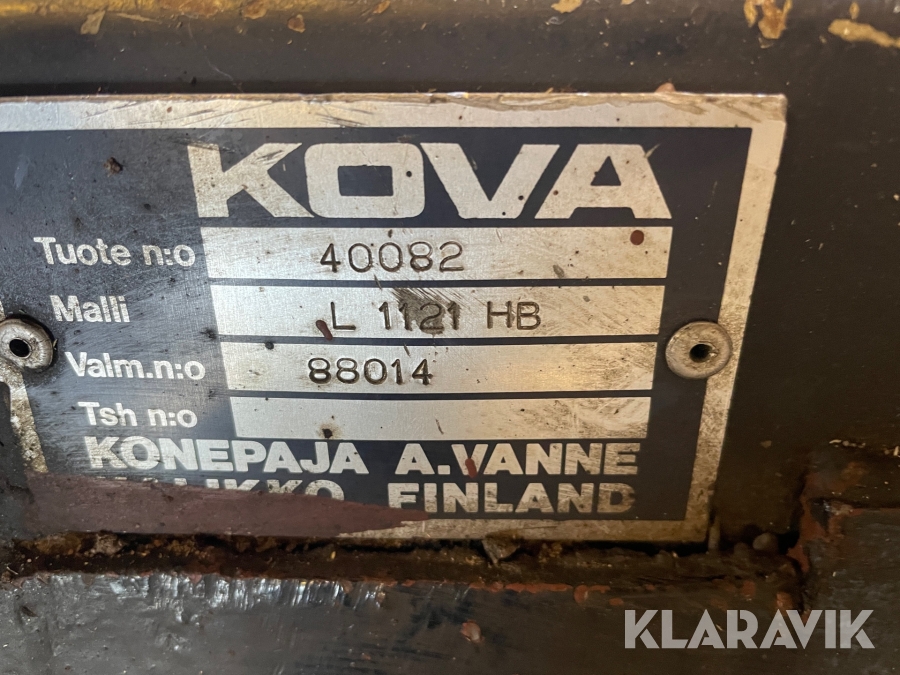 KOVA
Tuote n:o 40082
Malli L 1121 HB
Valm.n:o 88014
Tsh n:o
KONEPAJA A.VANNE
FINLAND
KLARAVIK